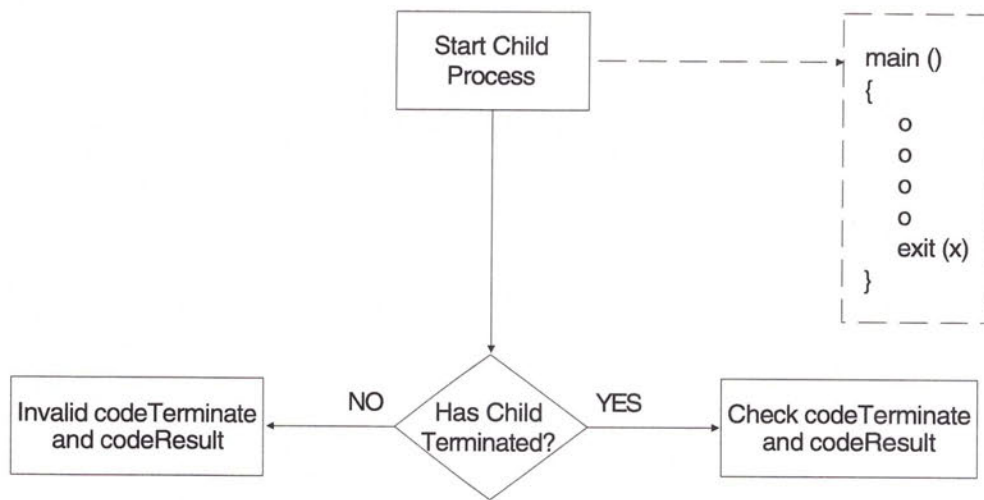 Start Child
Process
main ()
{
o
o
o
o
exit (x)
}
Invalid codeTerminate
and codeResult
NO
Has Child
Terminated?
YES
Check codeTerminate
and codeResult